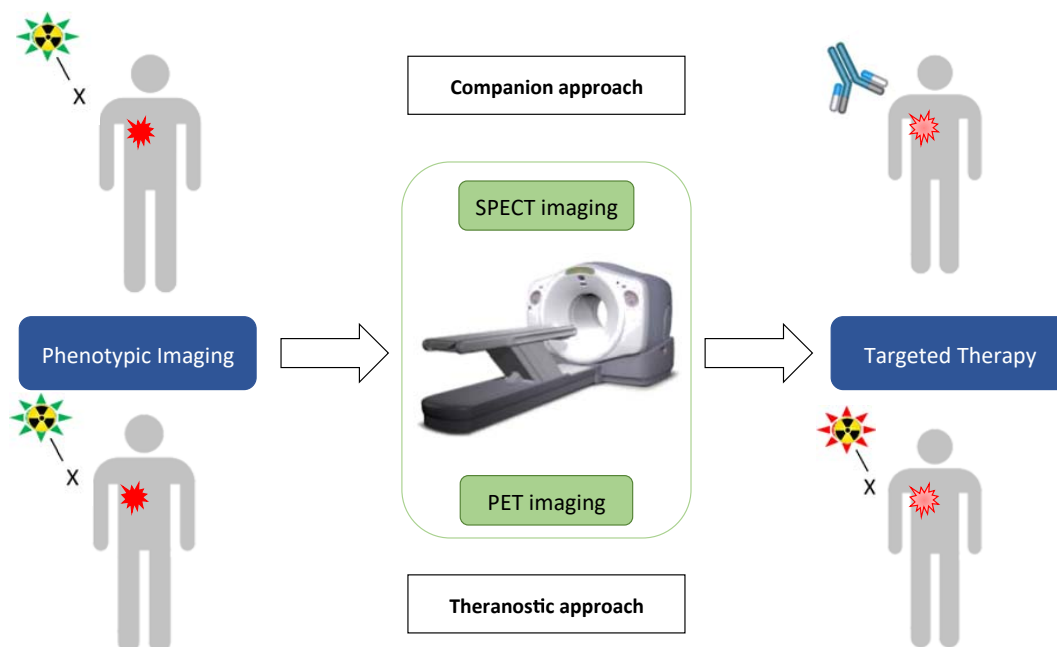 X
Companion approach
SPECT imaging
Phenotypic Imaging
Targeted Therapy
X
PET imaging
X
Theranostic approach